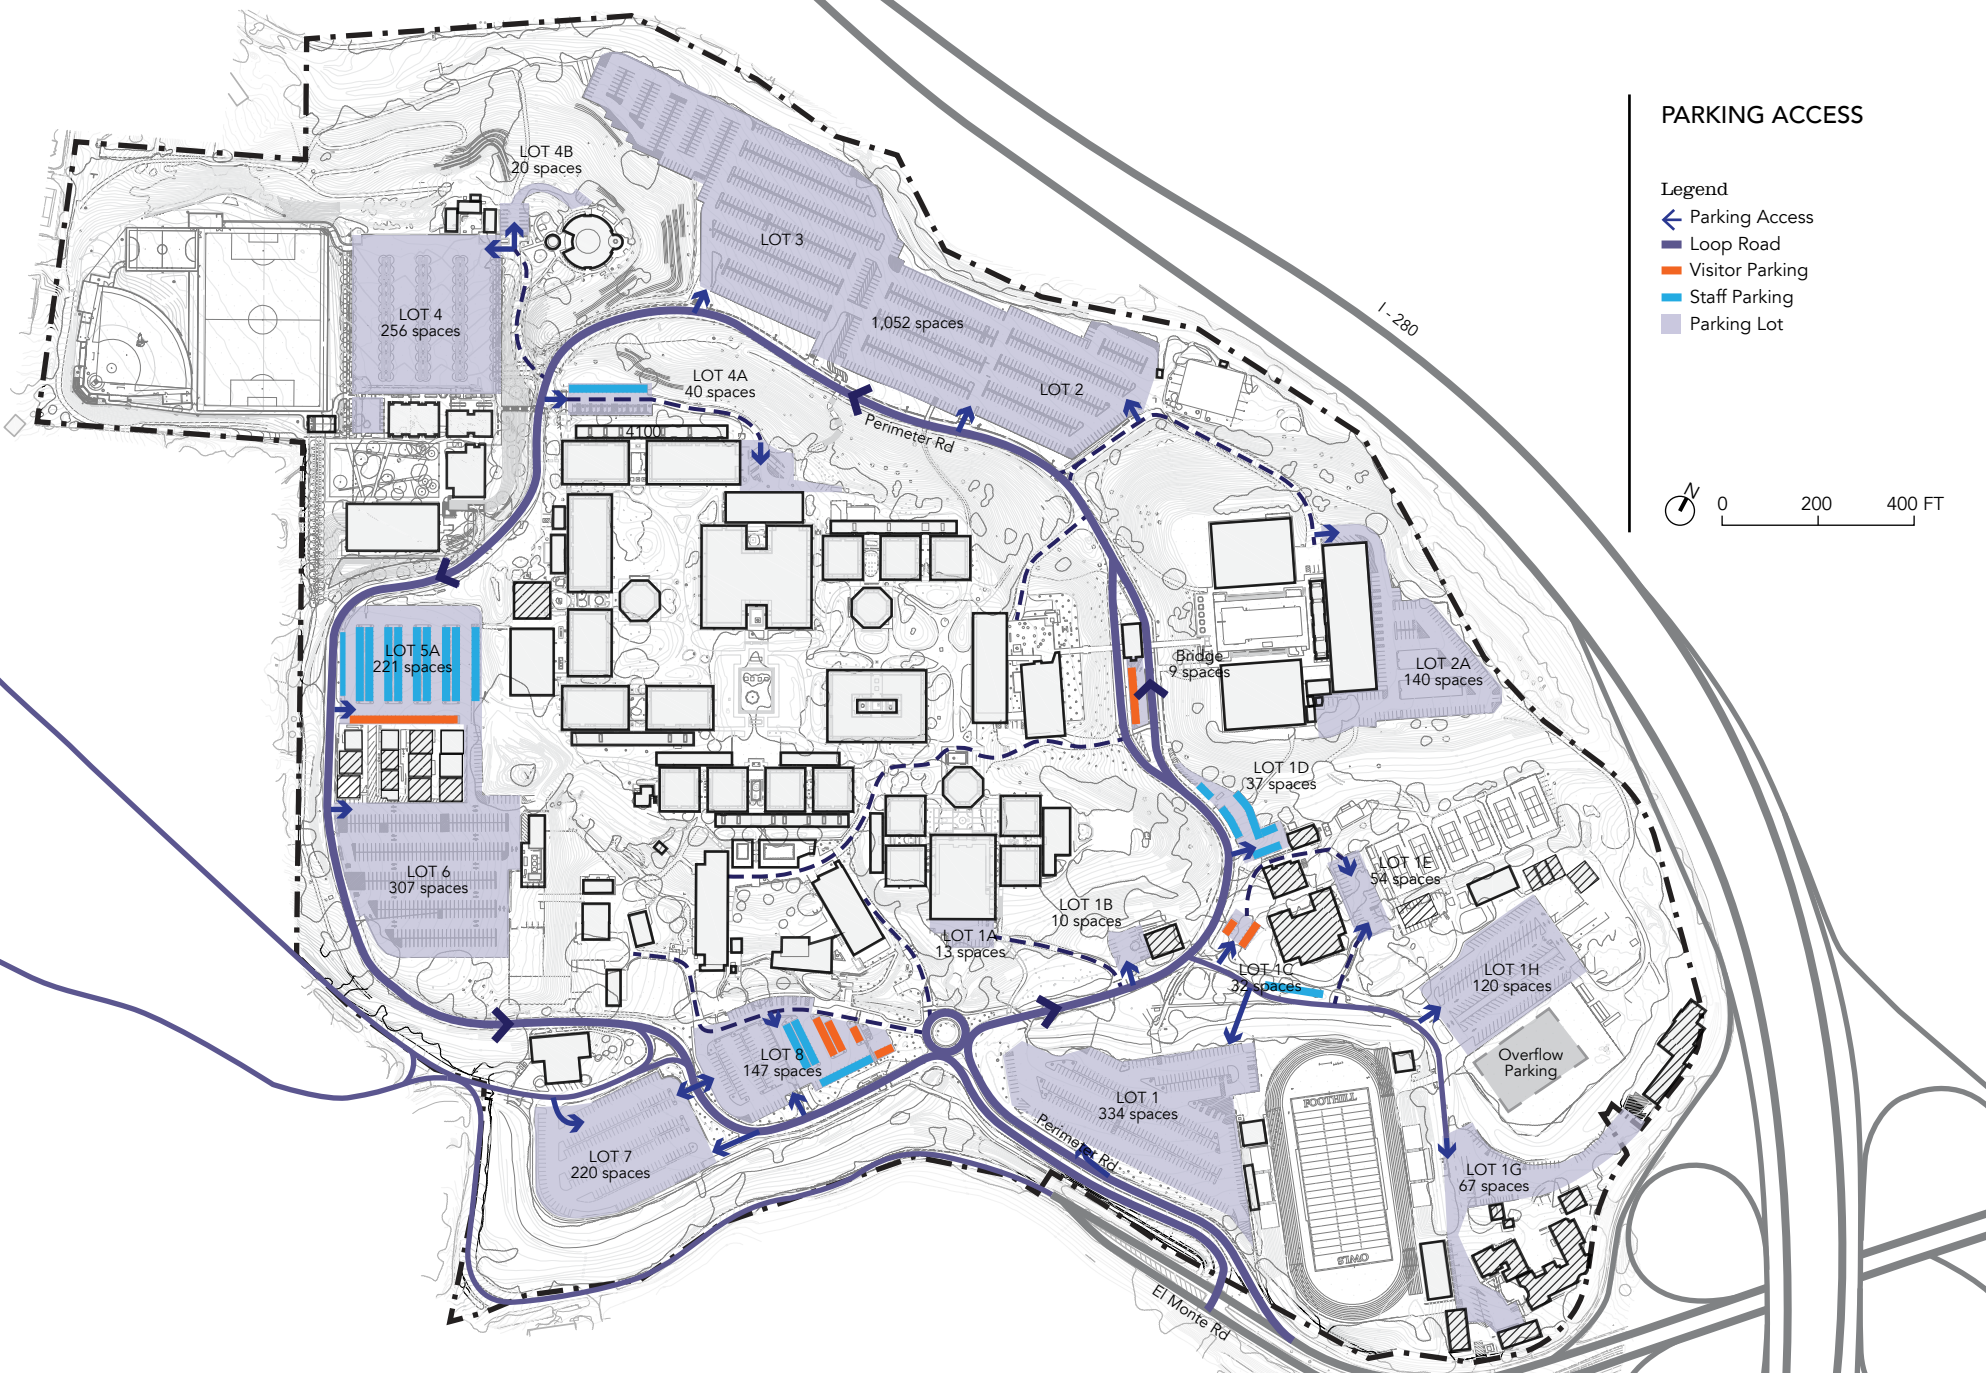 PARKING ACCESS
Legend
Parking Access
Loop Road
Visitor Parking
Staff Parking
Parking Lot
N
0 200 400 FT
I - 280
LOT 4B
20 spaces
LOT 3
LOT 4
256 spaces
1,052 spaces
LOT 4A
40 spaces
LOT 2
Perimeter Rd
4100
LOT 5A
221 spaces
Bridge
9 spaces
LOT 2A
140 spaces
LOT 1D
37 spaces
LOT 6
307 spaces
LOT 1E
54 spaces
LOT 1B
10 spaces
LOT 1A
13 spaces
LOT 1C
32 spaces
LOT 1H
120 spaces
LOT 8
147 spaces
Overflow
Parking
LOT 1
334 spaces
FOOTHILL
Perimeter Rd
LOT 7
220 spaces
LOT 1G
67 spaces
OWLS
El Monte Rd